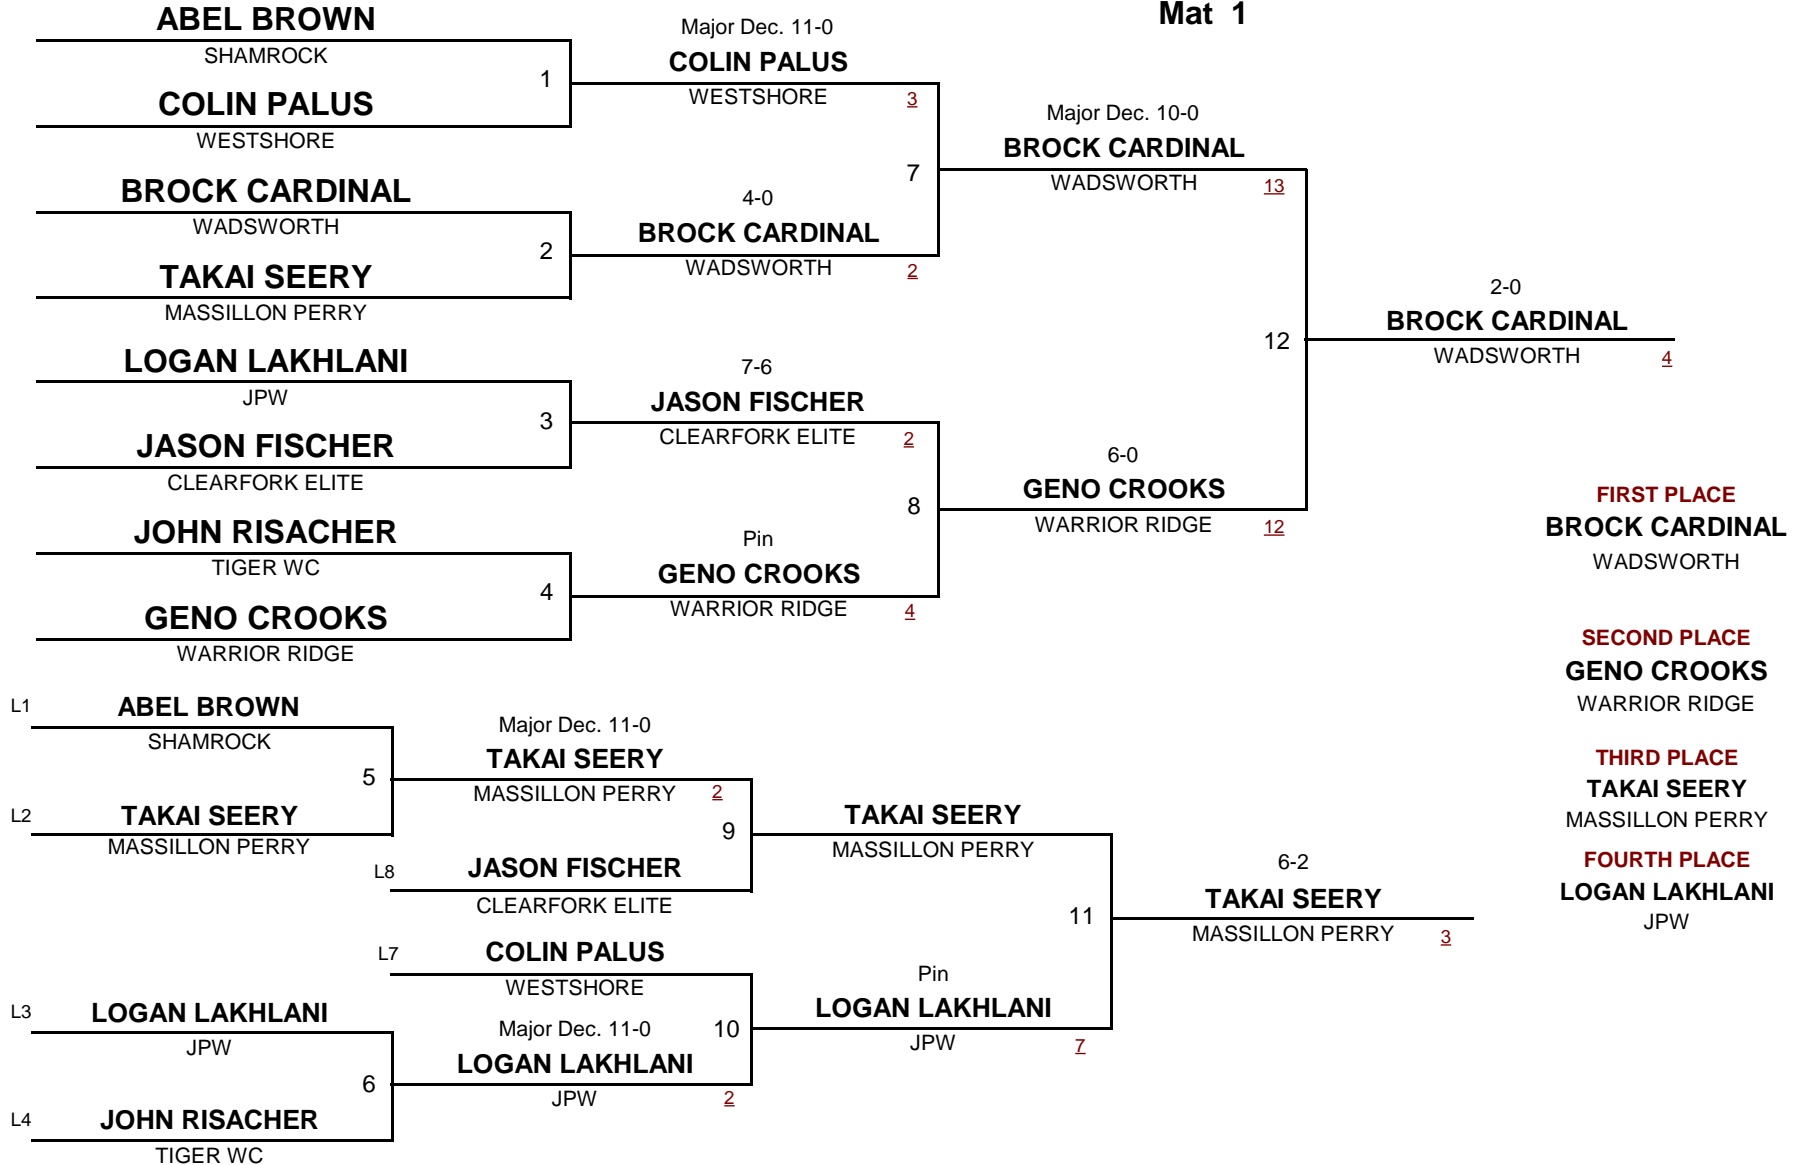 Mat 1
ABEL BROWN
SHAMROCK
1
COLIN PALUS
WESTSHORE
BROCK CARDINAL
WADSWORTH
2
TAKAI SEERY
MASSILLON PERRY
LOGAN LAKHLANI
JPW
3
JASON FISCHER
CLEARFORK ELITE
JOHN RISACHER
TIGER WC
4
GENO CROOKS
WARRIOR RIDGE
Major Dec. 11-0
COLIN PALUS
WESTSHORE 3
7
4-0
BROCK CARDINAL
WADSWORTH 2
7-6
JASON FISCHER
CLEARFORK ELITE 2
8
Pin
GENO CROOKS
WARRIOR RIDGE 4
Major Dec. 10-0
BROCK CARDINAL
WADSWORTH 13
12
6-0
GENO CROOKS
WARRIOR RIDGE 12
2-0
BROCK CARDINAL
WADSWORTH 4
L1 ABEL BROWN
SHAMROCK
5
L2 TAKAI SEERY
MASSILLON PERRY
L3 LOGAN LAKHLANI
JPW
6
L4 JOHN RISACHER
TIGER WC
Major Dec. 11-0
TAKAI SEERY
MASSILLON PERRY 2
9
L8 JASON FISCHER
CLEARFORK ELITE
L7 COLIN PALUS
WESTSHORE
Major Dec. 11-0 10
LOGAN LAKHLANI
JPW 2
TAKAI SEERY
MASSILLON PERRY
11
Pin
LOGAN LAKHLANI
JPW 7
6-2
TAKAI SEERY
MASSILLON PERRY 3
FIRST PLACE
BROCK CARDINAL
WADSWORTH
SECOND PLACE
GENO CROOKS
WARRIOR RIDGE
THIRD PLACE
TAKAI SEERY
MASSILLON PERRY
FOURTH PLACE
LOGAN LAKHLANI
JPW